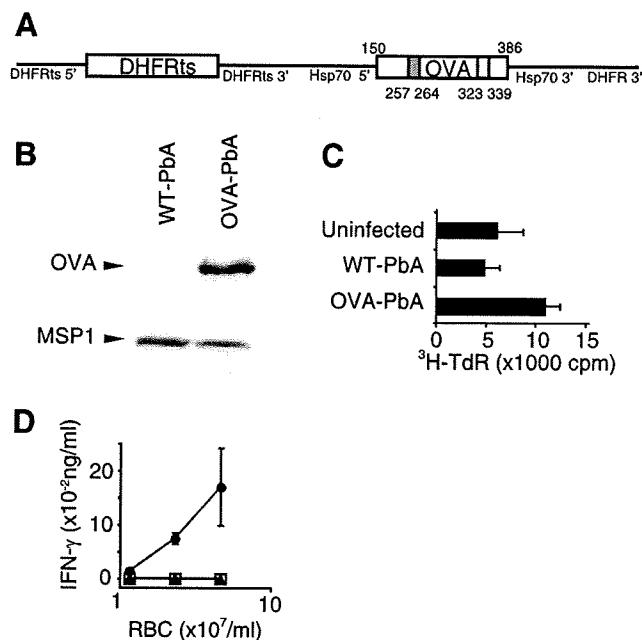 A
150 386
DHFRts 5' DHFRts DHFRts 3' Hsp70 5' OVA Hsp70 3' DHFR 3'
257 264 323 339
B
WT-PbA
OVA-PbA
OVA
MSP1
C
Uninfected
WT-PbA
OVA-PbA
0 5 10 15
³H-TdR (x1000 cpm)
D
IFN-γ (x10⁻²ng/ml)
20
10
0
1 10
RBC (x10⁷/ml)